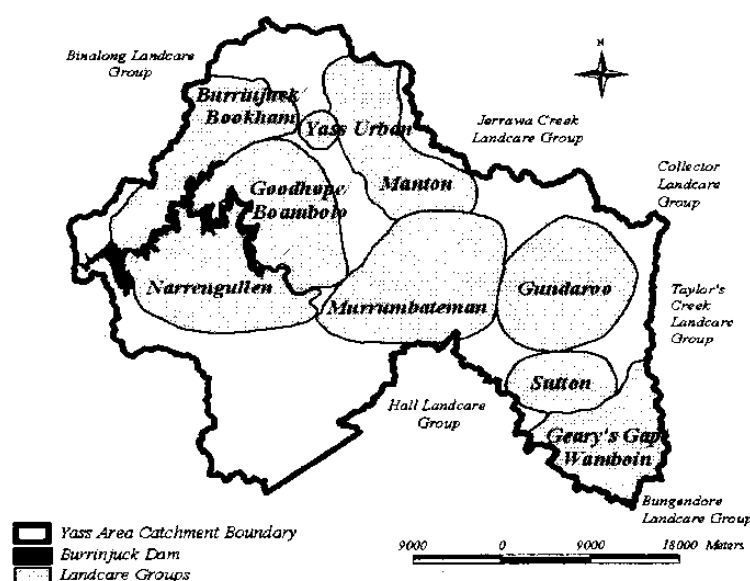 N
Binalong Landcare
Group
Burrinjuck
Bookham
Yass Urban
Jerrawa Creek
Landcare Group
Collector
Landcare
Group
Goodhope/
Boambolo
Manton
Narrengullen
Murrumbateman
Gundaroo
Taylor's
Creek
Landcare
Group
Sutton
Hall Landcare
Group
Geary's Gap/
Wamboin
Bungendore
Landcare Group
Yass Area Catchment Boundary
Burrinjuck Dam
Landcare Groups
9000 0 9000 18000 Meters